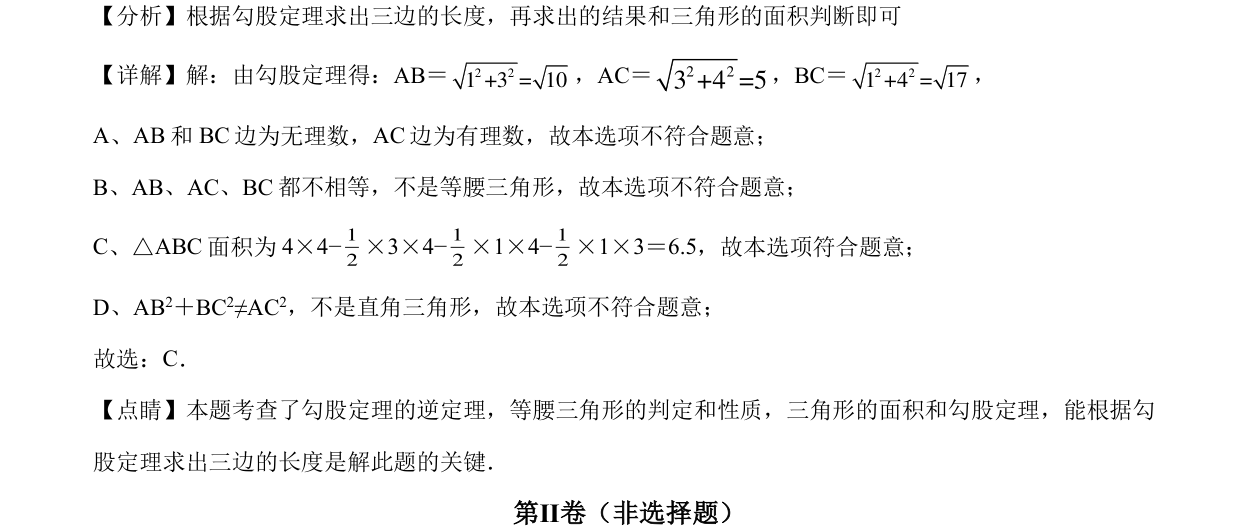 【分析】根据勾股定理求出三边的长度，再求出的结果和三角形的面积判断即可
【详解】解：由勾股定理得：AB＝√(1²+3²)=√10，AC＝√(3²+4²)=5，BC＝√(1²+4²)=√17，
A、AB 和 BC 边为无理数，AC 边为有理数，故本选项不符合题意；
B、AB、AC、BC 都不相等，不是等腰三角形，故本选项不符合题意；
C、△ABC 面积为 4×4−1/2×3×4−1/2×1×4−1/2×1×3＝6.5，故本选项符合题意；
D、AB²＋BC²≠AC²，不是直角三角形，故本选项不符合题意；
故选：C．
【点睛】本题考查了勾股定理的逆定理，等腰三角形的判定和性质，三角形的面积和勾股定理，能根据勾
股定理求出三边的长度是解此题的关键．
第II卷（非选择题）